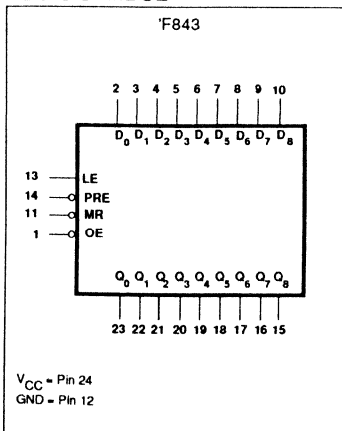 'F843
2 3 4 5 6 7 8 9 10
D0 D1 D2 D3 D4 D5 D6 D7 D8
13 LE
14 PRE
11 MR
1 OE
Q0 Q1 Q2 Q3 Q4 Q5 Q6 Q7 Q8
23 22 21 20 19 18 17 16 15
VCC = Pin 24
GND = Pin 12